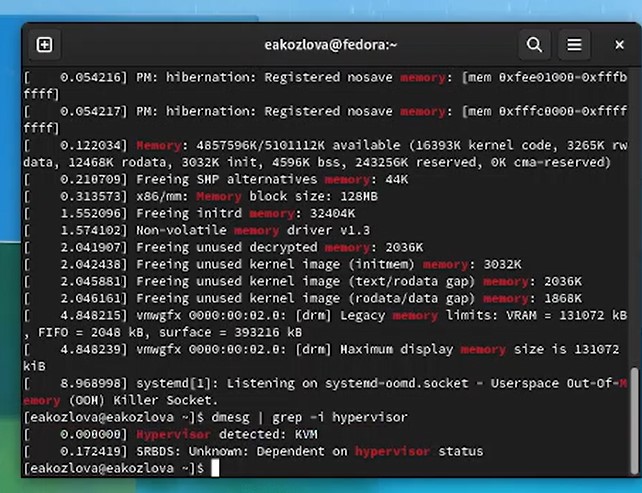 eakozlova@fedora:~
[    0.054216] PM: hibernation: Registered nosave memory: [mem 0xfee01000-0xfffb
ffff]
[    0.054217] PM: hibernation: Registered nosave memory: [mem 0xfffc0000-0xffff
ffff]
[    0.122034] Memory: 4857596K/5101112K available (16393K kernel code, 3265K rw
data, 12468K rodata, 3032K init, 4596K bss, 243256K reserved, 0K cma-reserved)
[    0.210709] Freeing SMP alternatives memory: 44K
[    0.313573] x86/mm: Memory block size: 128MB
[    1.552096] Freeing initrd memory: 32404K
[    1.574102] Non-volatile memory driver v1.3
[    2.041907] Freeing unused decrypted memory: 2036K
[    2.042438] Freeing unused kernel image (initmem) memory: 3032K
[    2.045881] Freeing unused kernel image (text/rodata gap) memory: 2036K
[    2.046161] Freeing unused kernel image (rodata/data gap) memory: 1868K
[    4.848215] vmwgfx 0000:00:02.0: [drm] Legacy memory limits: VRAM = 131072 kB
, FIFO = 2048 kB, surface = 393216 kB
[    4.848239] vmwgfx 0000:00:02.0: [drm] Maximum display memory size is 131072
kiB
[    8.968998] systemd[1]: Listening on systemd-oomd.socket - Userspace Out-Of-M
emory (OOM) Killer Socket.
[eakozlova@eakozlova ~]$ dmesg | grep -i hypervisor
[    0.000000] Hypervisor detected: KVM
[    0.172419] SRBDS: Unknown: Dependent on hypervisor status
[eakozlova@eakozlova ~]$